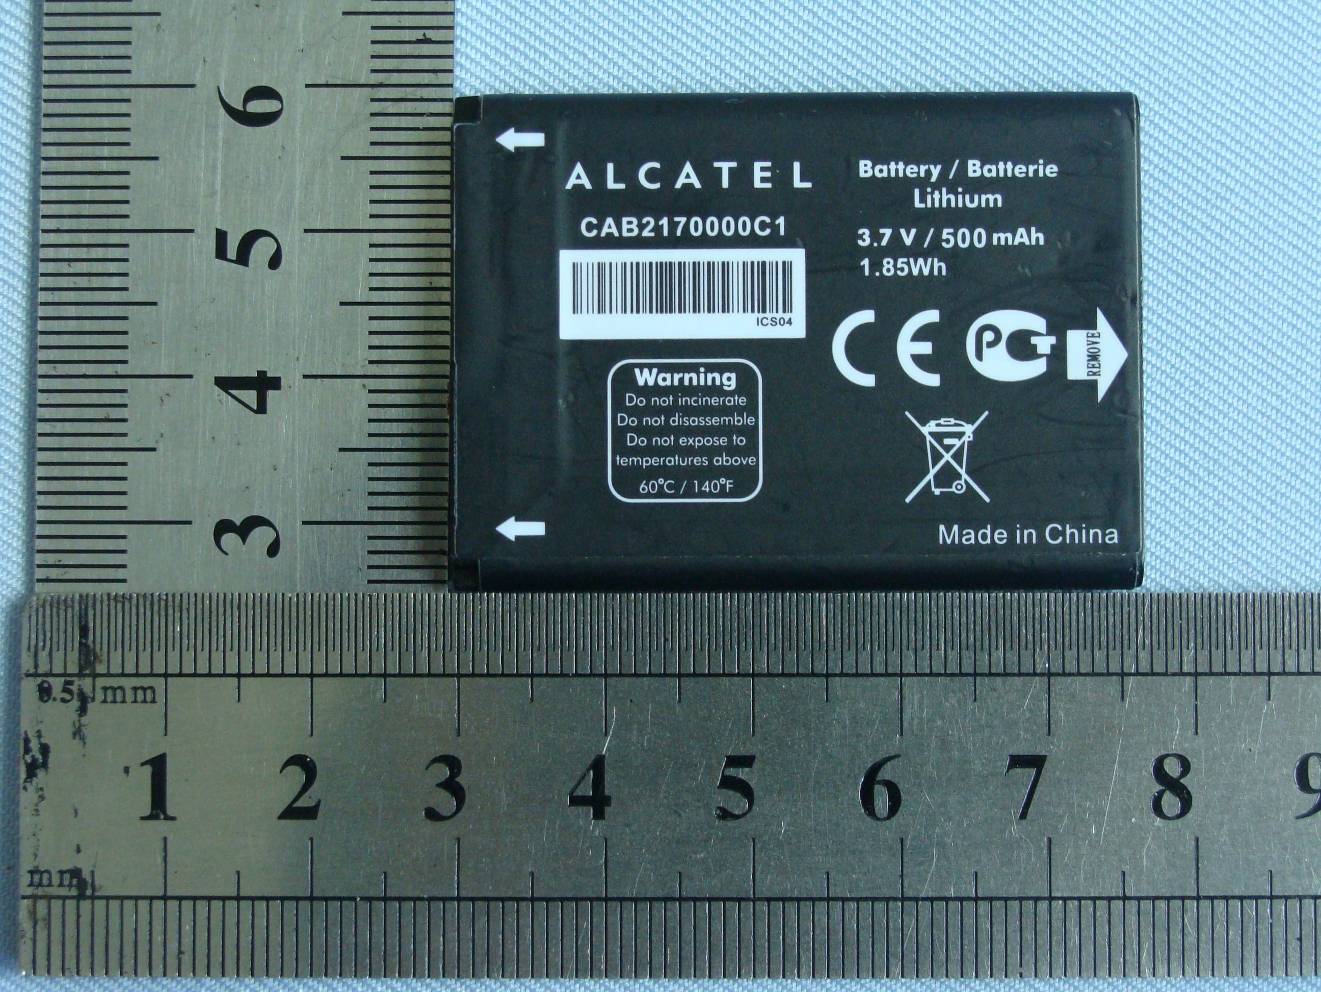 6
5
4
3
ALCATEL
CAB2170000C1
ICS04
Warning
Do not incinerate
Do not disassemble
Do not expose to
temperatures above
60°C / 140°F
Battery / Batterie
Lithium
3.7 V / 500 mAh
1.85Wh
CE
REMOVE
Made in China
0.5 mm
1 2 3 4 5 6 7 8 9
mm